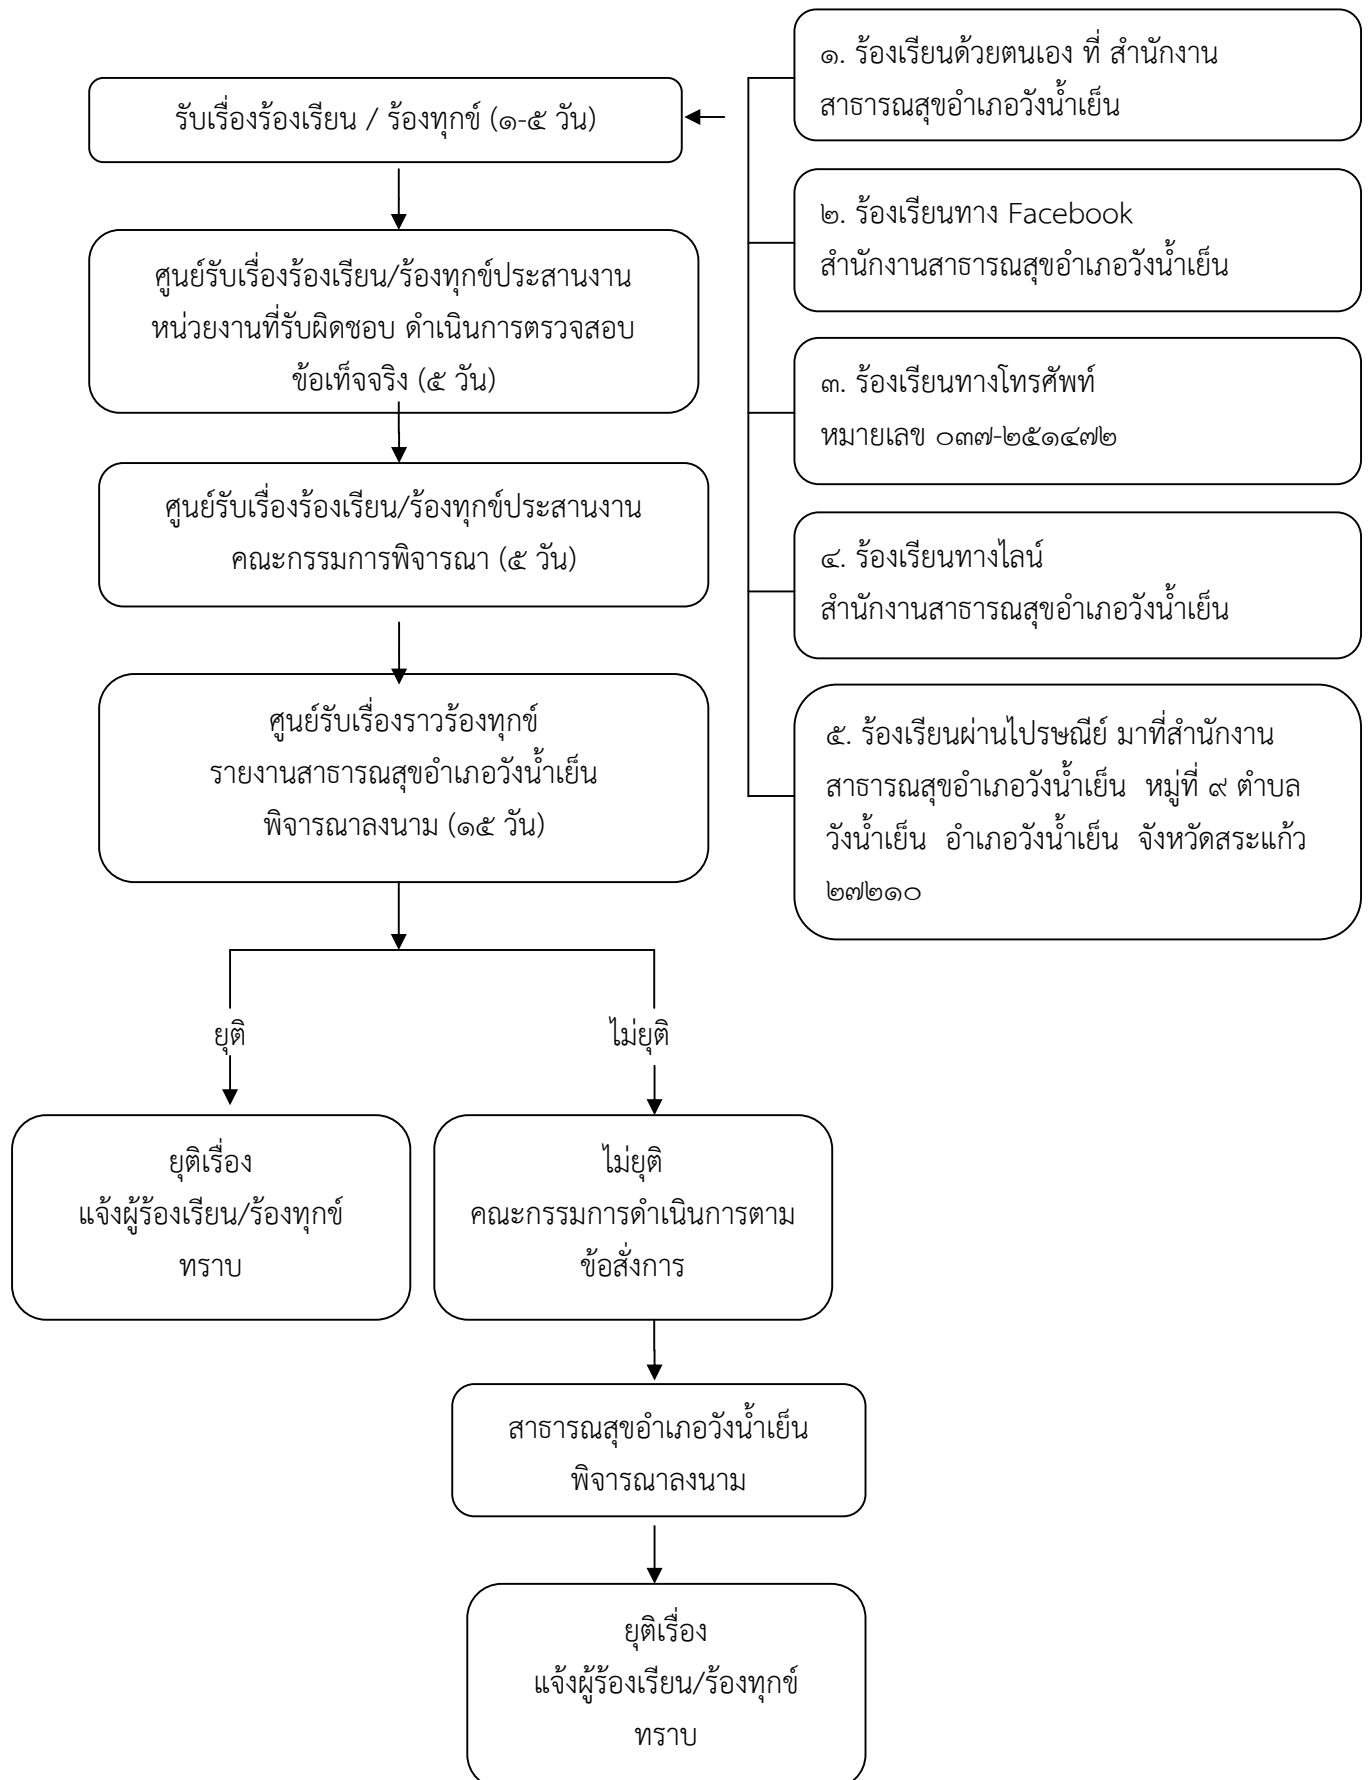 ๑. ร้องเรียนด้วยตนเอง ที่ สำนักงาน
สาธารณสุขอำเภอวังน้ำเย็น
รับเรื่องร้องเรียน / ร้องทุกข์ (๑-๕ วัน)
๒. ร้องเรียนทาง Facebook
สำนักงานสาธารณสุขอำเภอวังน้ำเย็น
ศูนย์รับเรื่องร้องเรียน/ร้องทุกข์ประสานงาน
หน่วยงานที่รับผิดชอบ ดำเนินการตรวจสอบ
ข้อเท็จจริง (๕ วัน)
๓. ร้องเรียนทางโทรศัพท์
หมายเลข ๐๓๗-๒๕๑๔๗๒
ศูนย์รับเรื่องร้องเรียน/ร้องทุกข์ประสานงาน
คณะกรรมการพิจารณา (๕ วัน)
๔. ร้องเรียนทางไลน์
สำนักงานสาธารณสุขอำเภอวังน้ำเย็น
ศูนย์รับเรื่องราวร้องทุกข์
รายงานสาธารณสุขอำเภอวังน้ำเย็น
พิจารณาลงนาม (๑๕ วัน)
๕. ร้องเรียนผ่านไปรษณีย์ มาที่สำนักงาน
สาธารณสุขอำเภอวังน้ำเย็น หมู่ที่ ๙ ตำบล
วังน้ำเย็น อำเภอวังน้ำเย็น จังหวัดสระแก้ว
๒๗๒๑๐
ยุติ
ไม่ยุติ
ยุติเรื่อง
แจ้งผู้ร้องเรียน/ร้องทุกข์
ทราบ
ไม่ยุติ
คณะกรรมการดำเนินการตาม
ข้อสั่งการ
สาธารณสุขอำเภอวังน้ำเย็น
พิจารณาลงนาม
ยุติเรื่อง
แจ้งผู้ร้องเรียน/ร้องทุกข์
ทราบ